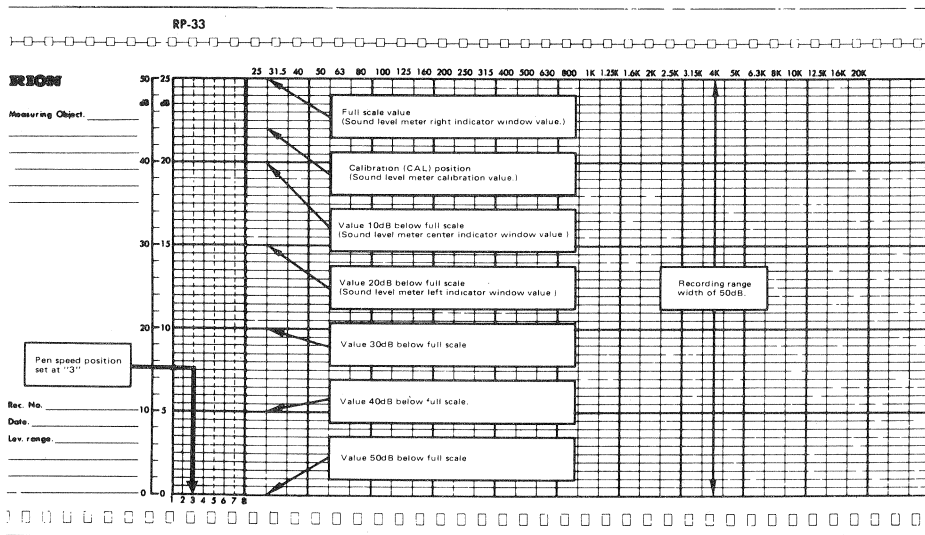 RP-33
25 31.5 40 50 63 80 100 125 160 200 250 315 400 500 630 800 1K 1.25K 1.6K 2K 2.5K 3.15K 4K 5K 6.3K 8K 10K 12.5K 16K 20K
RION
50 25
dB dB
Measuring Object.
Full scale value
(Sound level meter right indicator window value.)
40 20
Calibration (CAL) position
(Sound level meter calibration value.)
Value 10dB below full scale
(Sound level meter center indicator window value )
30 15
Value 20dB below full scale
(Sound level meter left indicator window value )
Recording range
width of 50dB.
20 10
Value 30dB below full scale
Pen speed position
set at "3"
Rec. No.
10 5
Value 40dB below full scale.
Date.
Lev. range.
Value 50dB below full scale
0 0
1 2 3 4 5 6 7 8